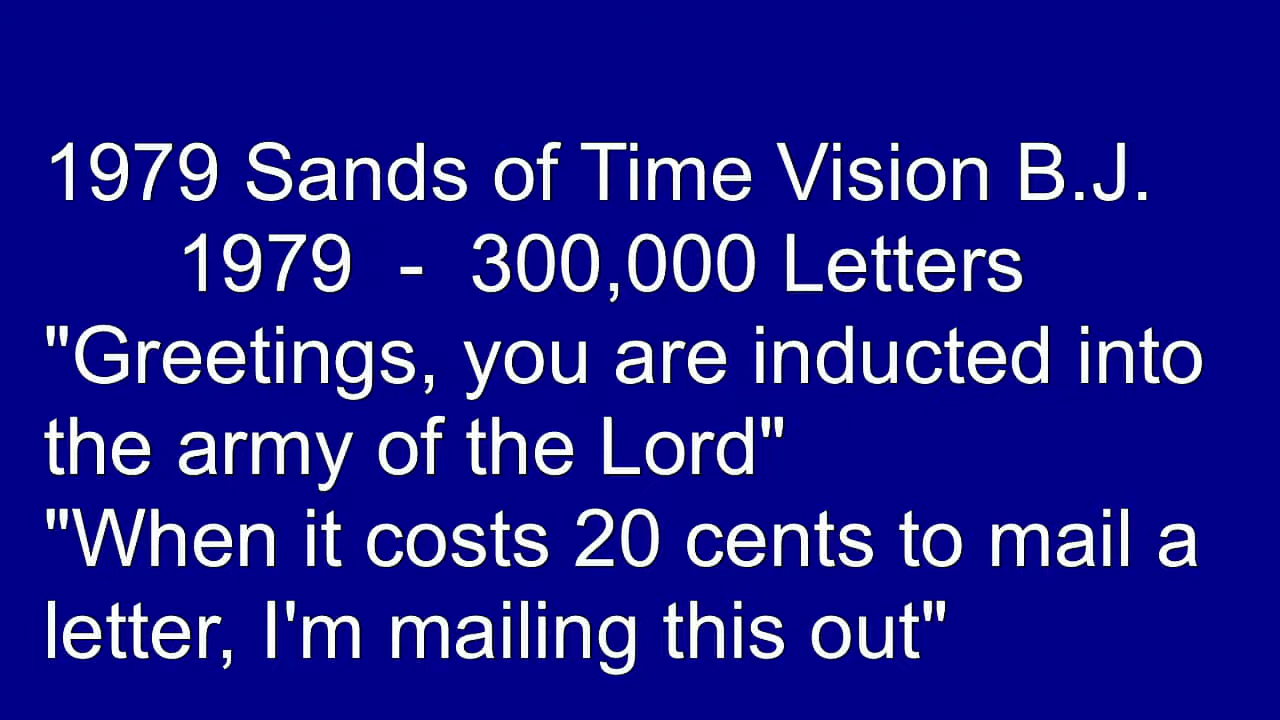 1979 Sands of Time Vision B.J.
1979 - 300,000 Letters
"Greetings, you are inducted into
the army of the Lord"
"When it costs 20 cents to mail a
letter, I'm mailing this out"